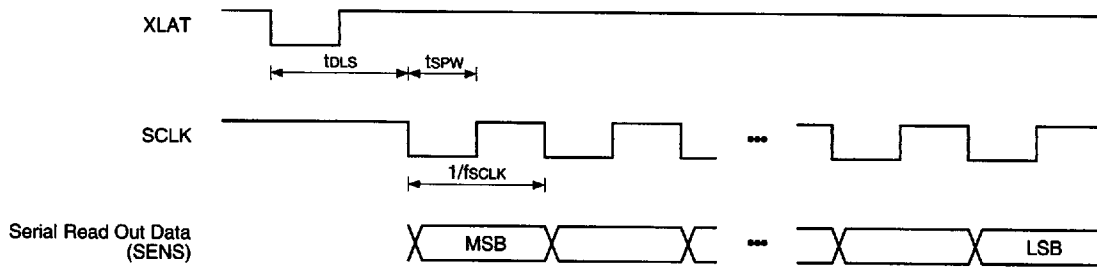 XLAT
tDLS
tSPW
SCLK
•••
1/fSCLK
Serial Read Out Data
(SENS)
MSB
•••
LSB